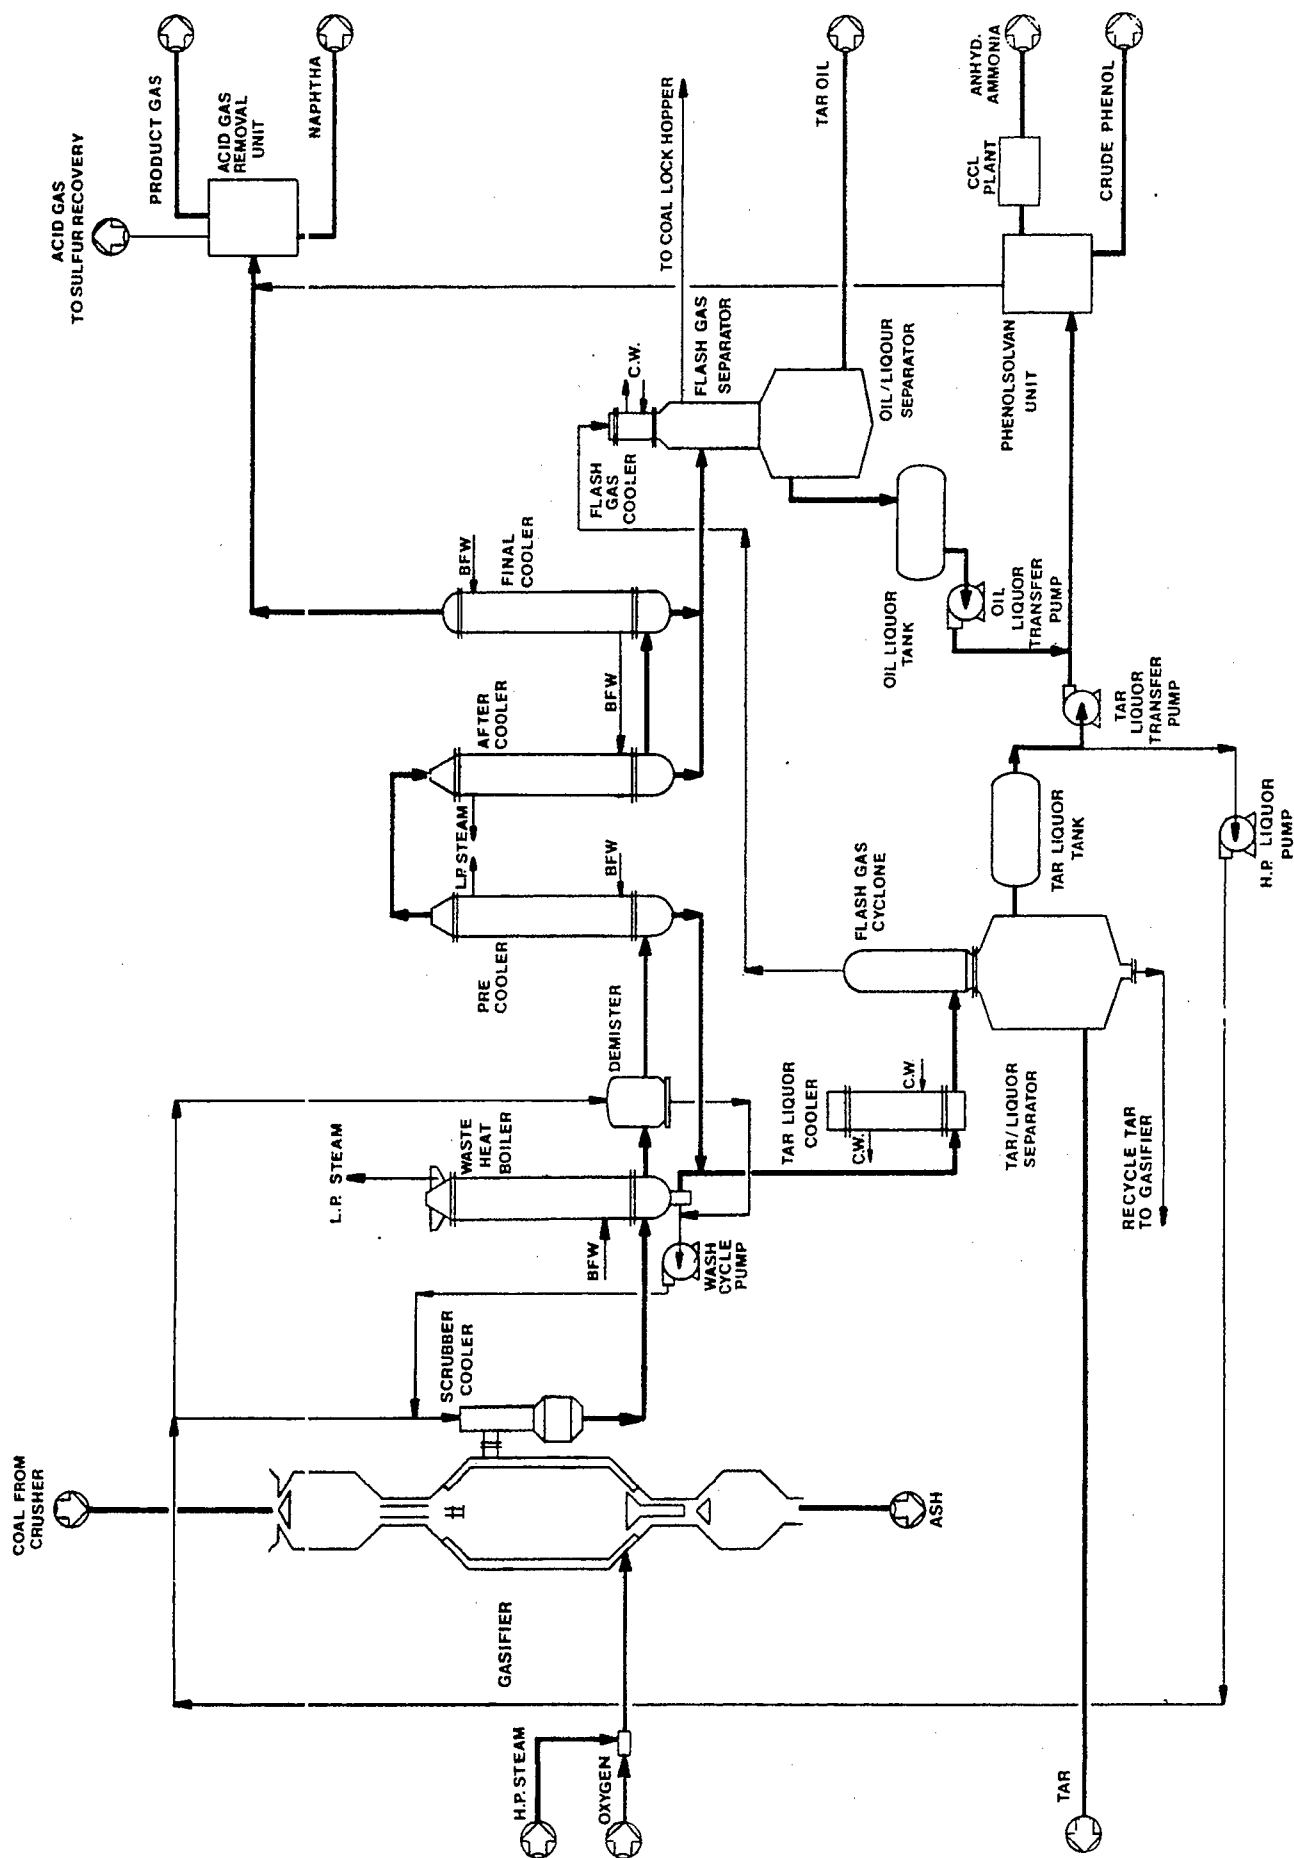 COAL FROM
CRUSHER
H.P. STEAM
OXYGEN
GASIFIER
ASH
SCRUBBER
COOLER
WASH
CYCLE
PUMP
BFW
L.P. STEAM
WASTE
HEAT
BOILER
DEMISTER
PRE
COOLER
BFW
L.P. STEAM
AFTER
COOLER
BFW
BFW
FINAL
COOLER
ACID GAS
TO SULFUR RECOVERY
PRODUCT GAS
ACID GAS
REMOVAL
UNIT
NAPHTHA
TO COAL LOCK HOPPER
FLASH
GAS
COOLER
C.W.
FLASH GAS
SEPARATOR
OIL/LIQOUR
SEPARATOR
TAR OIL
OIL LIQUOR
TANK
OIL
LIQUOR
TRANSFER
PUMP
PHENOLSOLVAN
UNIT
CCL
PLANT
ANHYD.
AMMONIA
CRUDE PHENOL
TAR LIQUOR
COOLER
C.W.
C.W.
FLASH GAS
CYCLONE
TAR/LIQUOR
SEPARATOR
TAR LIQUOR
TANK
TAR
LIQUOR
TRANSFER
PUMP
RECYCLE TAR
TO GASIFIER
H.P. LIQUOR
PUMP
TAR